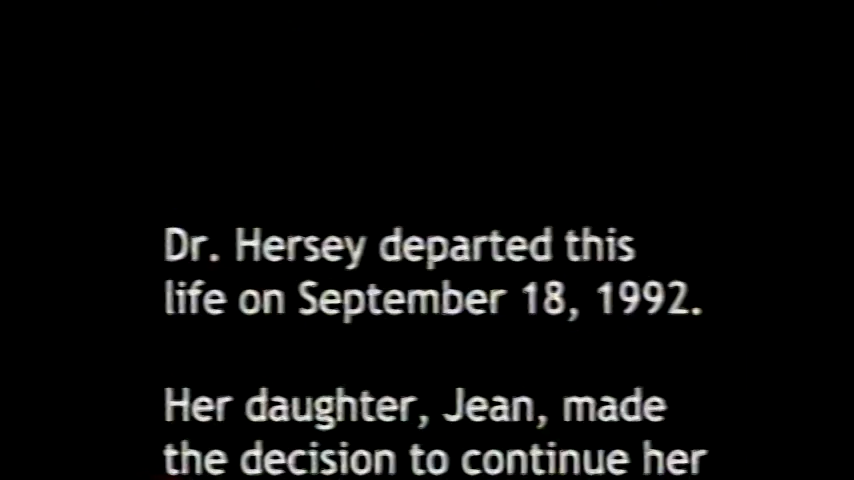 Dr. Hersey departed this
life on September 18, 1992.
Her daughter, Jean, made
the decision to continue her